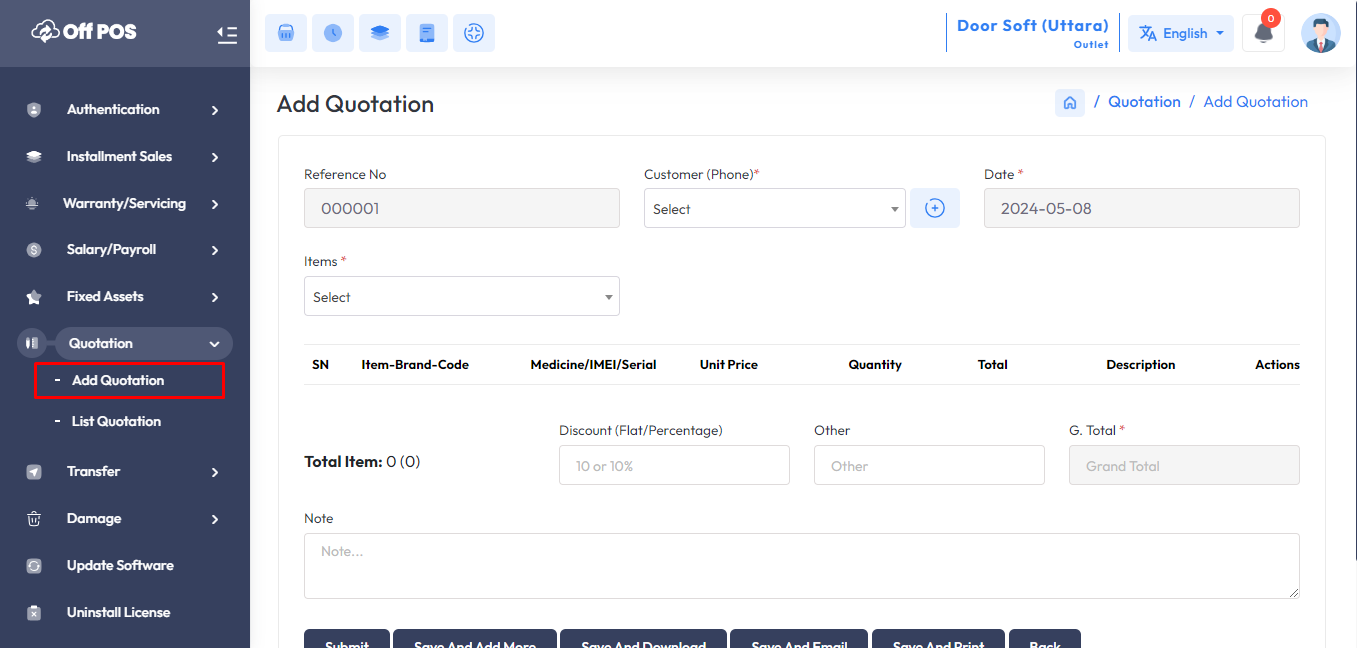 Off POS
Door Soft (Uttara)
Outlet
English
0
Authentication
Installment Sales
Warranty/Servicing
Salary/Payroll
Fixed Assets
Quotation
- Add Quotation
- List Quotation
Transfer
Damage
Update Software
Uninstall License
Add Quotation
/ Quotation / Add Quotation
Reference No
000001
Customer (Phone)*
Select
Date *
2024-05-08
Items *
Select
SN Item-Brand-Code Medicine/IMEI/Serial Unit Price Quantity Total Description Actions
Total Item: 0 (0)
Discount (Flat/Percentage)
10 or 10%
Other
Other
G. Total *
Grand Total
Note
Note...
Submit Save And Add More Save And Download Save And Email Save And Print Back